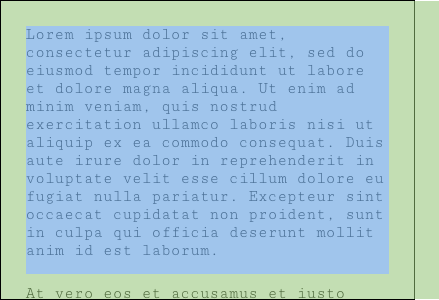 Lorem ipsum dolor sit amet,
consectetur adipiscing elit, sed do
eiusmod tempor incididunt ut labore
et dolore magna aliqua. Ut enim ad
minim veniam, quis nostrud
exercitation ullamco laboris nisi ut
aliquip ex ea commodo consequat. Duis
aute irure dolor in reprehenderit in
voluptate velit esse cillum dolore eu
fugiat nulla pariatur. Excepteur sint
occaecat cupidatat non proident, sunt
in culpa qui officia deserunt mollit
anim id est laborum.
At vero eos et accusamus et iusto